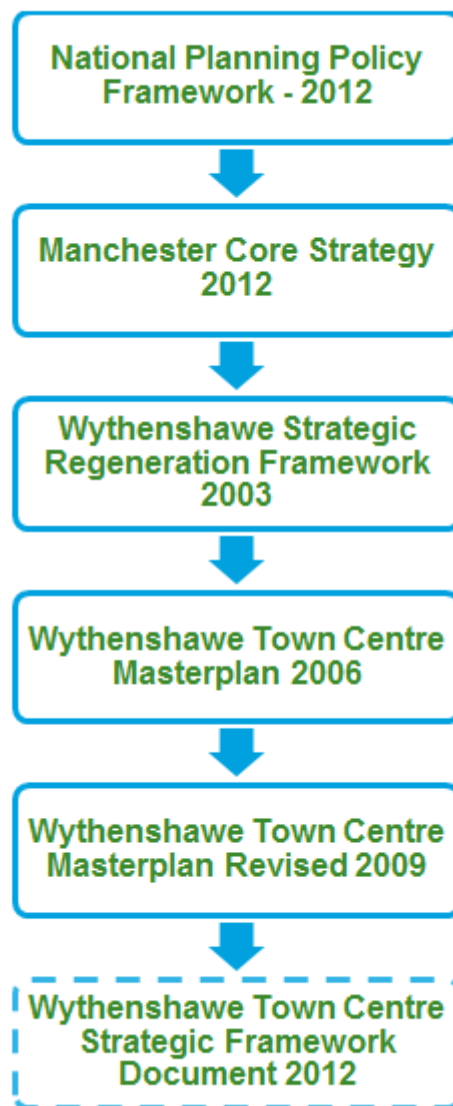 National Planning Policy
Framework - 2012
Manchester Core Strategy
2012
Wythenshawe Strategic
Regeneration Framework
2003
Wythenshawe Town Centre
Masterplan 2006
Wythenshawe Town Centre
Masterplan Revised 2009
Wythenshawe Town Centre
Strategic Framework
Document 2012